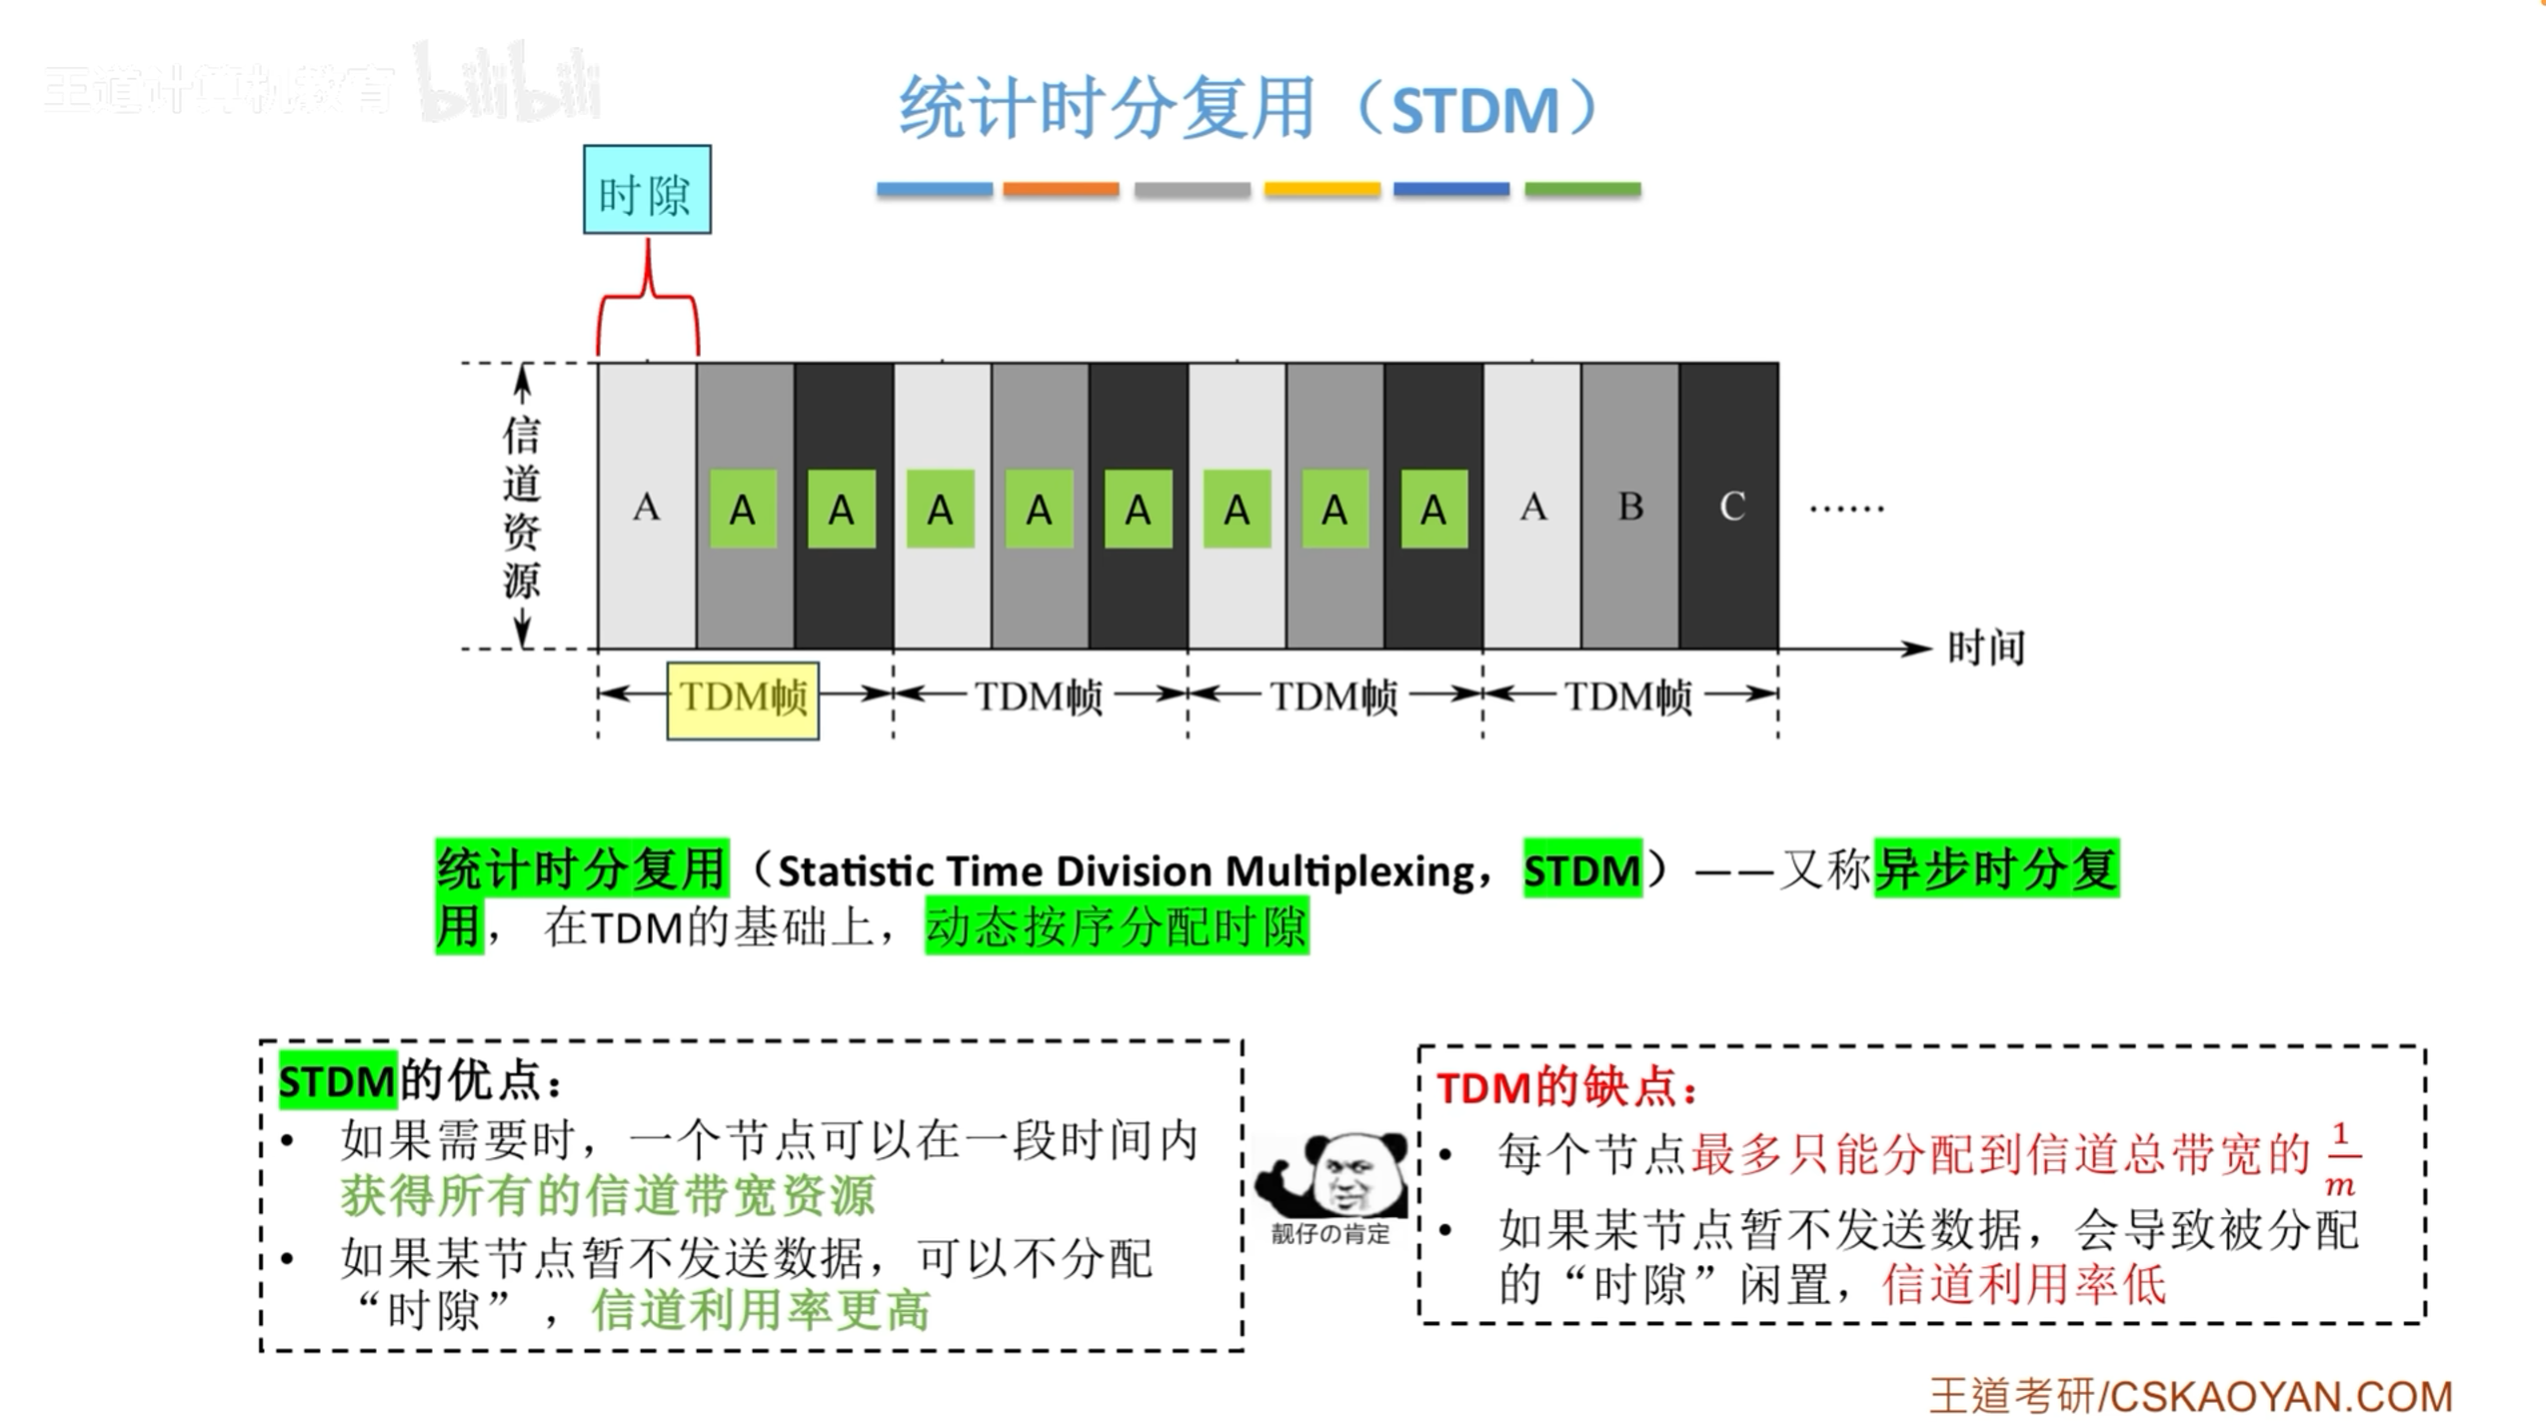 王道计算机教育 bilibili
统计时分复用（STDM）
时隙
信道资源
A A A A A A A A A A B C ……
时间
TDM帧 TDM帧 TDM帧 TDM帧
统计时分复用（Statistic Time Division Multiplexing，STDM）——又称异步时分复
用， 在TDM的基础上，动态按序分配时隙
STDM的优点：
• 如果需要时，一个节点可以在一段时间内
获得所有的信道带宽资源
• 如果某节点暂不发送数据，可以不分配
“时隙”，信道利用率更高
靓仔の肯定
TDM的缺点：
• 每个节点最多只能分配到信道总带宽的 1/m
• 如果某节点暂不发送数据，会导致被分配
的“时隙”闲置，信道利用率低
王道考研/CSKAOYAN.COM